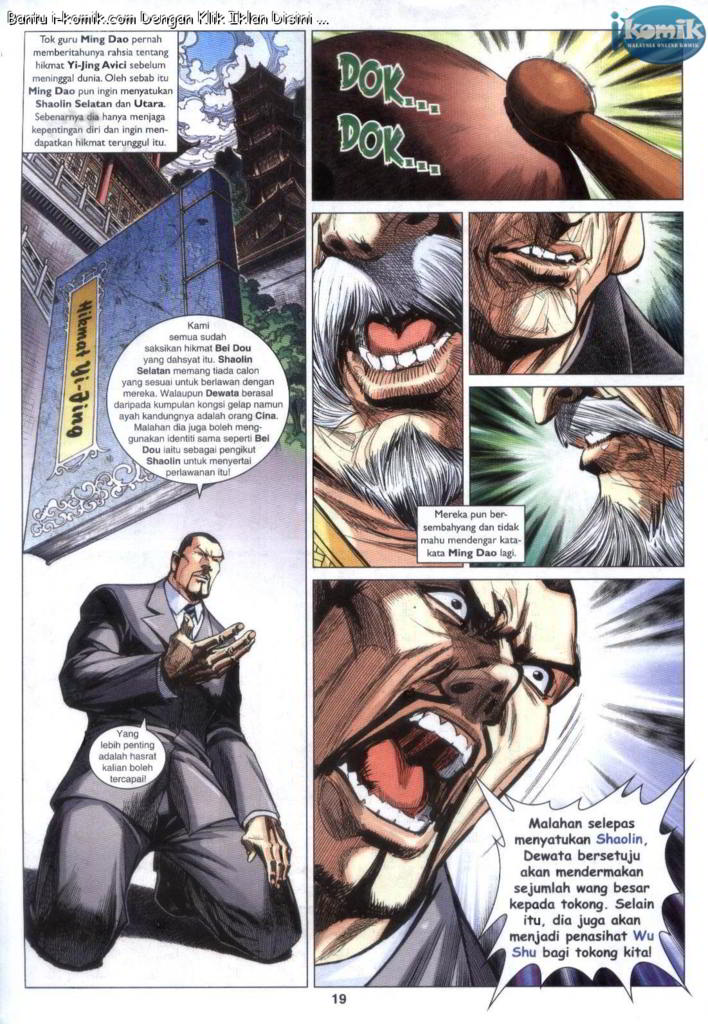 Bantu i-komik.com Dengan Klik Iklan Disini ...
ikomik
MALAYSIA ONLINE KOMIK
Tok guru Ming Dao pernah
memberitahunya rahsia tentang
hikmat Yi-Jing Avici sebelum
meninggal dunia. Oleh sebab itu
Ming Dao pun ingin menyatukan
Shaolin Selatan dan Utara.
Sebenarnya dia hanya menjaga
kepentingan diri dan ingin men-
dapatkan hikmat terunggul itu.
Hikmat Yi-Jing
Kami
semua sudah
saksikan hikmat Bei Dou
yang dahsyat itu. Shaolin
Selatan memang tiada calon
yang sesuai untuk berlawan dengan
mereka. Walaupun Dewata berasal
daripada kumpulan kongsi gelap namun
ayah kandungnya adalah orang Cina.
Malahan dia juga boleh meng-
gunakan identiti sama seperti Bei
Dou iaitu sebagai pengikut
Shaolin untuk menyertai
perlawanan itu!
Yang
lebih penting
adalah hasrat
kalian boleh
tercapai!
DOK...
DOK...
Mereka pun ber-
sembahyang dan tidak
mahu mendengar kata-
kata Ming Dao lagi.
Malahan selepas
menyatukan Shaolin,
Dewata bersetuju
akan mendermakan
sejumlah wang besar
kepada tokong. Selain
itu, dia juga akan
menjadi penasihat Wu
Shu bagi tokong kita!
19